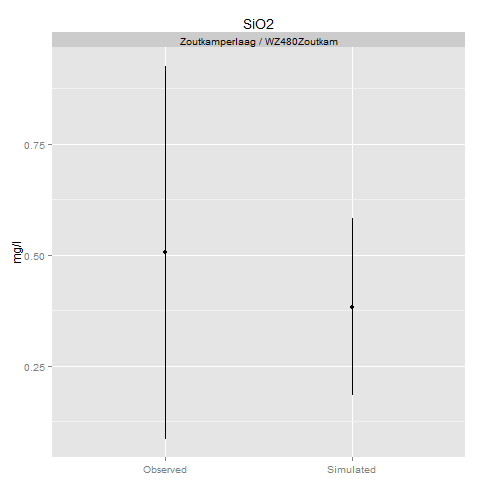 SiO2
Zoutkamperlaag / WZ480Zoutkam
mg/l
0.75
0.50
0.25
Observed
Simulated